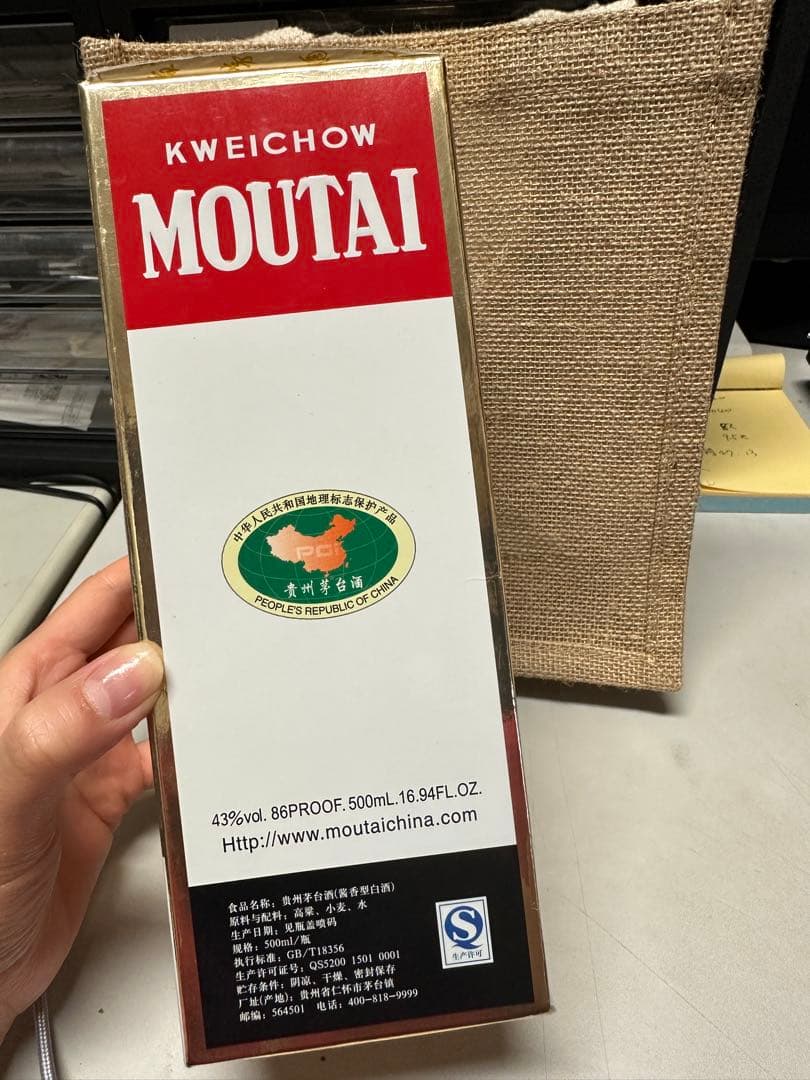 KWEICHOW
MOUTAI
中华人民共和国地理标志保护产品
PGI
贵州茅台酒
PEOPLE'S REPUBLIC OF CHINA
43%vol. 86PROOF. 500mL.16.94FL.OZ.
Http://www.moutaichina.com
食品名称: 贵州茅台酒(酱香型白酒)
原料与配料: 高粱、小麦、水
生产日期: 见瓶盖喷码
规格: 500ml/瓶
执行标准: GB/T18356
生产许可证号: QS5200 1501 0001
贮存条件: 阴凉、干燥、密封保存
厂址(产地): 贵州省仁怀市茅台镇
邮编: 564501 电话: 400-818-9999
S
生产许可